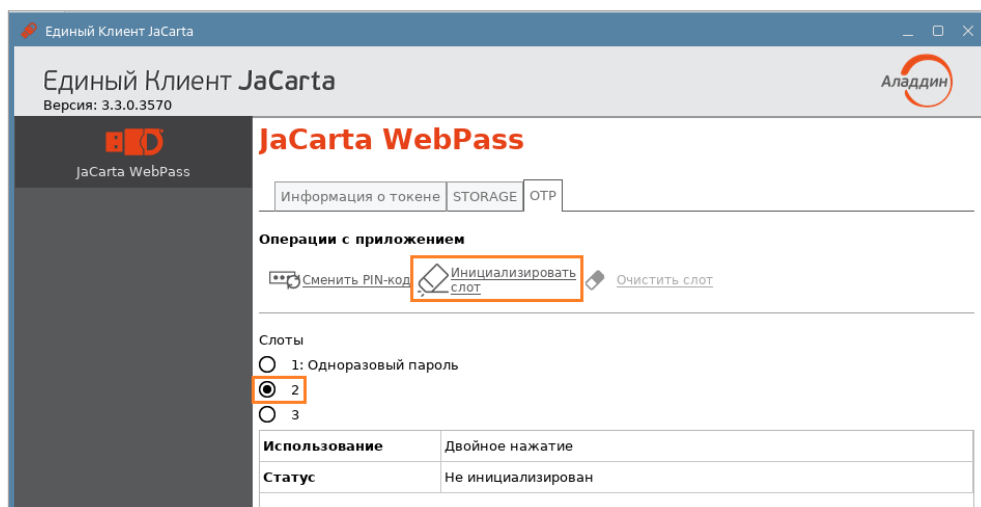 Единый Клиент JaCarta
Единый Клиент JaCarta
Версия: 3.3.0.3570
Аладдин
JaCarta WebPass
JaCarta WebPass
Информация о токене STORAGE OTP
Операции с приложением
Сменить PIN-код
Инициализировать
слот
Очистить слот
Слоты
1: Одноразовый пароль
2
3
Использование Двойное нажатие
Статус Не инициализирован